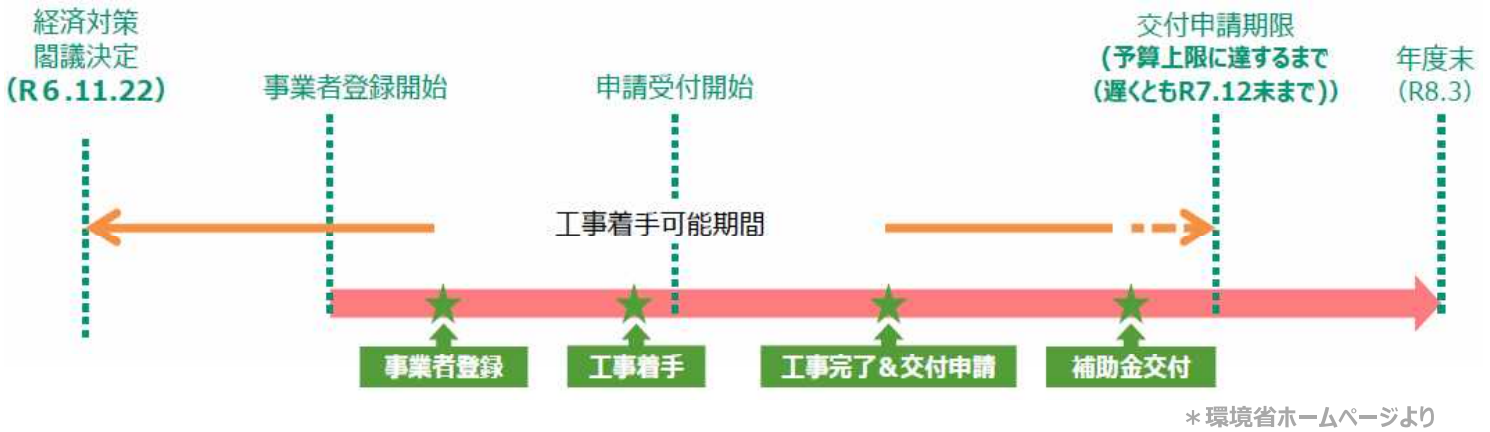 経済対策
閣議決定
(R6.11.22)
事業者登録開始
申請受付開始
交付申請期限
(予算上限に達するまで
(遅くともR7.12末まで))
年度末
(R8.3)
工事着手可能期間
事業者登録
工事着手
工事完了&交付申請
補助金交付
*環境省ホームページより